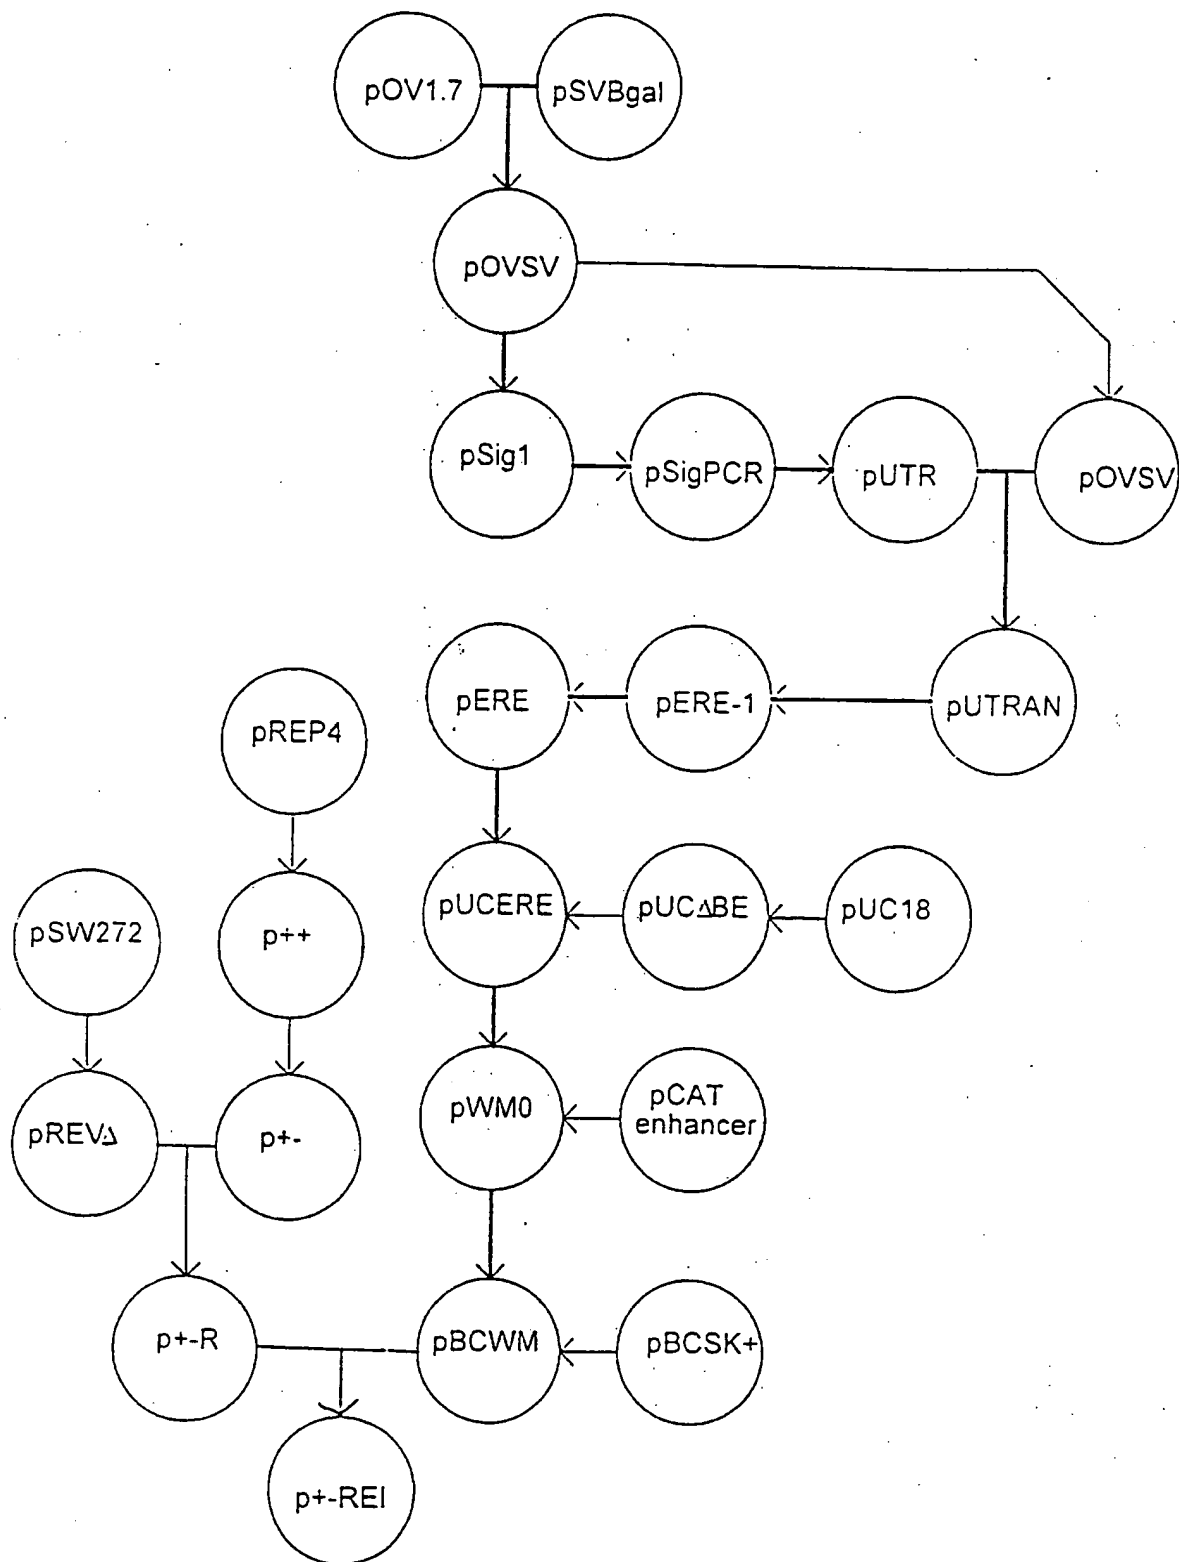 pOV1.7
pSVBgal
pOVSV
pSig1
pSigPCR
pUTR
pOVSV
pERE
pERE-1
pUTRAN
pREP4
pSW272
p++
pUCERE
pUCΔBE
pUC18
pREVΔ
p+-
pWM0
pCAT
enhancer
p+-R
pBCWM
pBCSK+
p+-REI